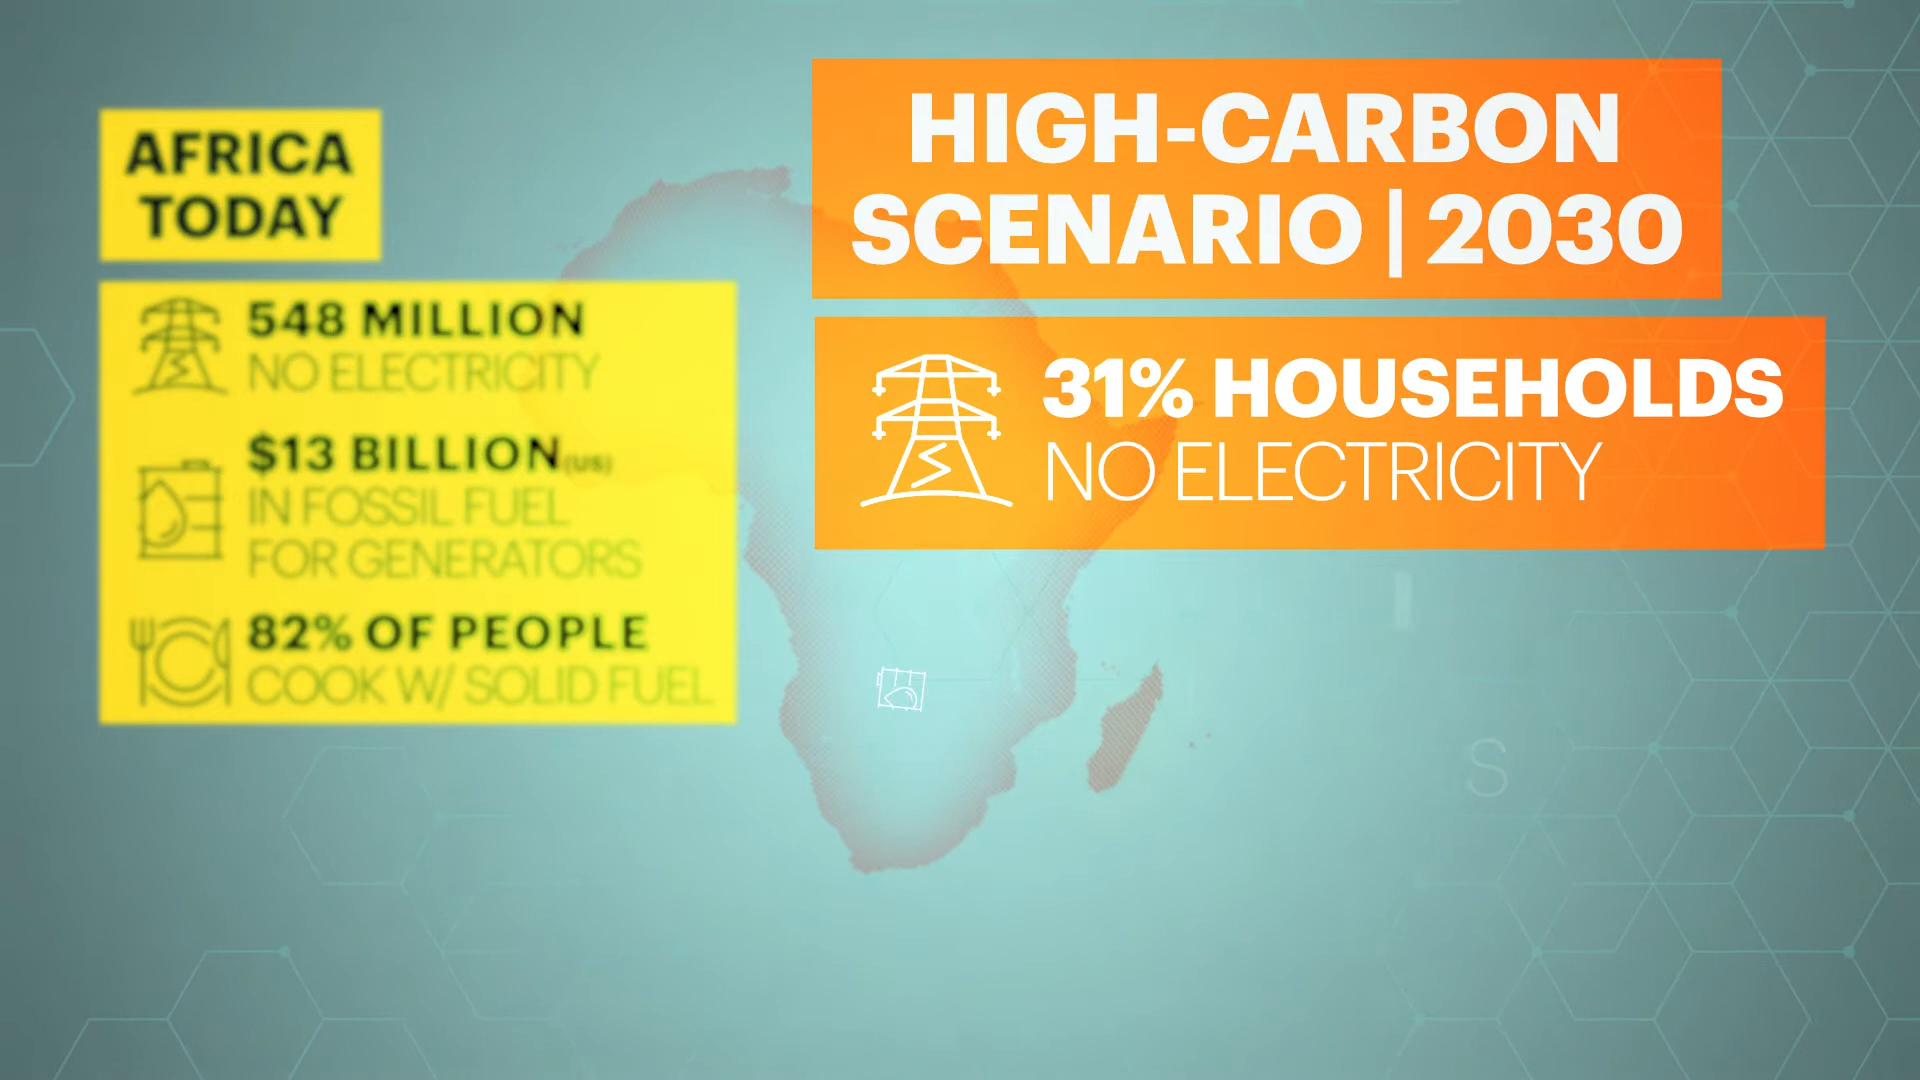 AFRICA
TODAY
548 MILLION
NO ELECTRICITY
$13 BILLION(US)
IN FOSSIL FUEL
FOR GENERATORS
82% OF PEOPLE
COOK W/ SOLID FUEL
HIGH-CARBON
SCENARIO | 2030
31% HOUSEHOLDS
NO ELECTRICITY
S